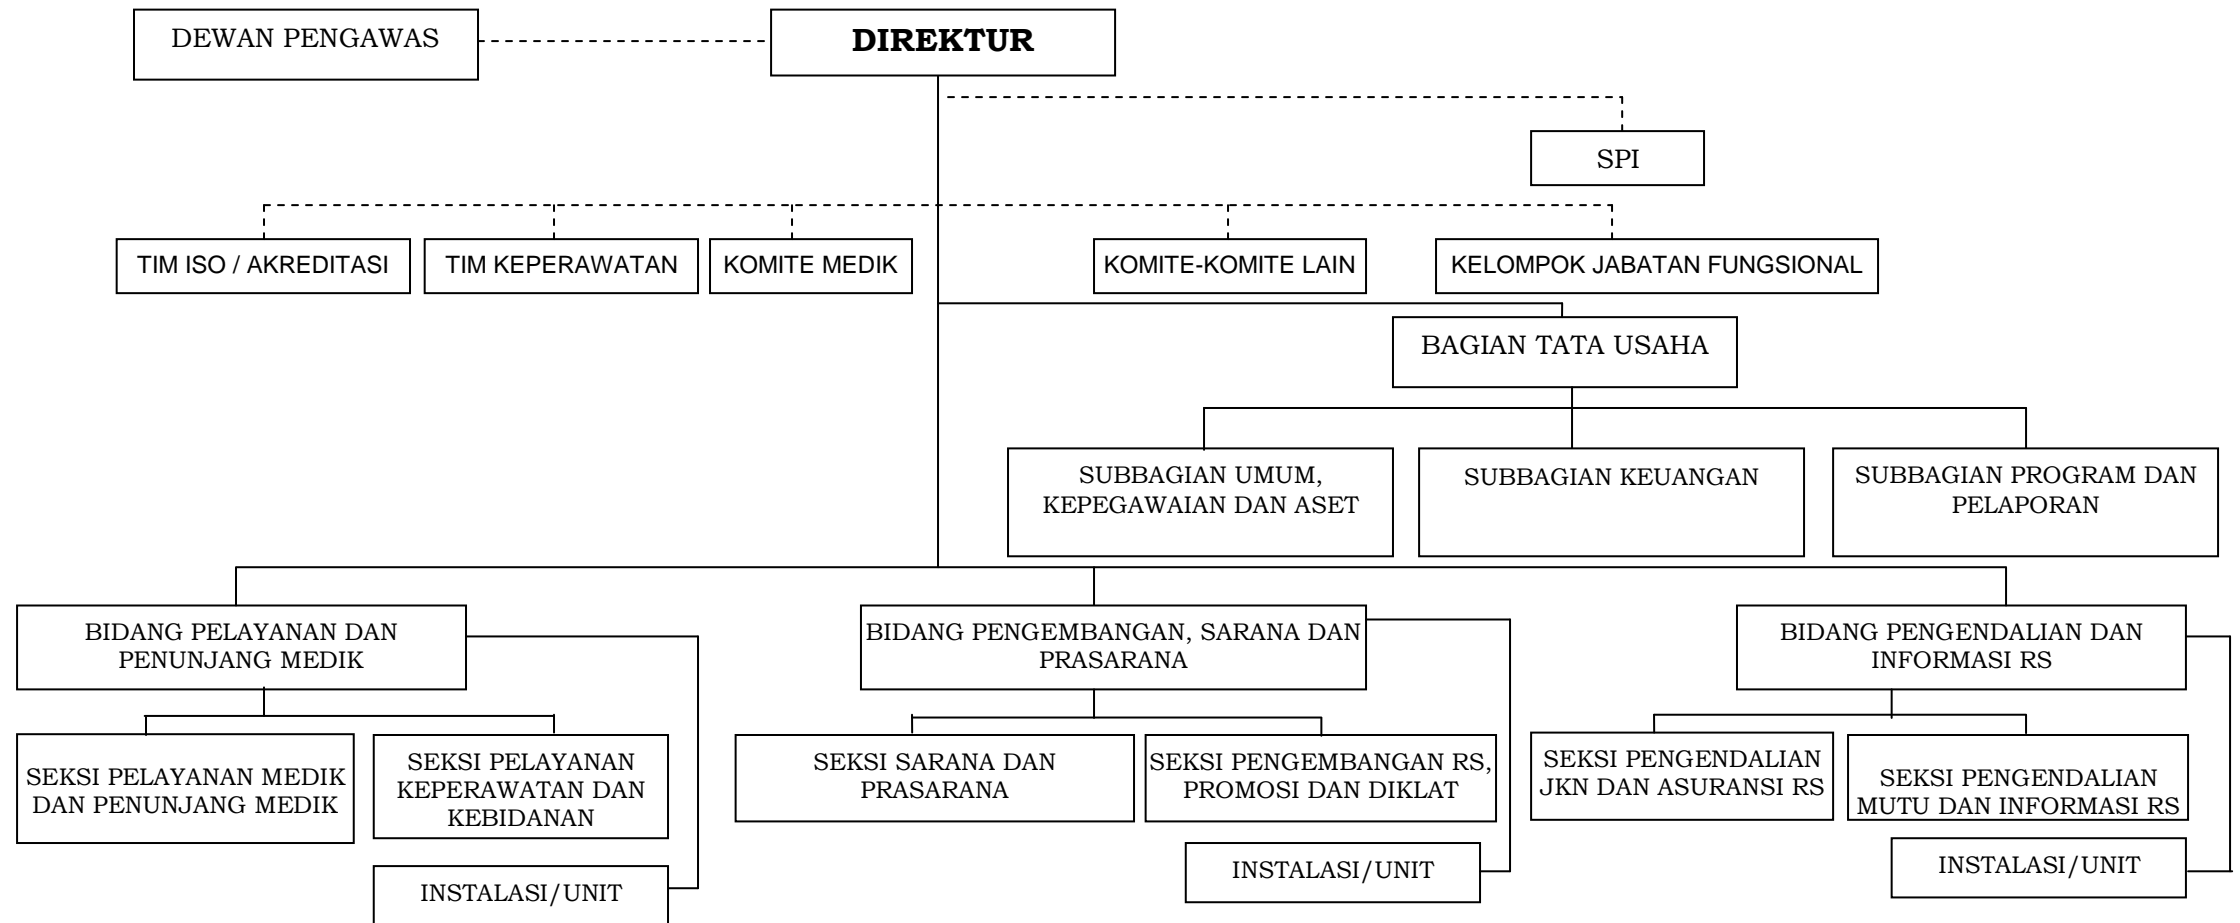 DEWAN PENGAWAS
DIREKTUR
SPI
TIM ISO / AKREDITASI
TIM KEPERAWATAN
KOMITE MEDIK
KOMITE-KOMITE LAIN
KELOMPOK JABATAN FUNGSIONAL
BAGIAN TATA USAHA
SUBBAGIAN UMUM,
KEPEGAWAIAN DAN ASET
SUBBAGIAN KEUANGAN
SUBBAGIAN PROGRAM DAN
PELAPORAN
BIDANG PELAYANAN DAN
PENUNJANG MEDIK
BIDANG PENGEMBANGAN, SARANA DAN
PRASARANA
BIDANG PENGENDALIAN DAN
INFORMASI RS
SEKSI PELAYANAN MEDIK
DAN PENUNJANG MEDIK
SEKSI PELAYANAN
KEPERAWATAN DAN
KEBIDANAN
SEKSI SARANA DAN
PRASARANA
SEKSI PENGEMBANGAN RS,
PROMOSI DAN DIKLAT
SEKSI PENGENDALIAN
JKN DAN ASURANSI RS
SEKSI PENGENDALIAN
MUTU DAN INFORMASI RS
INSTALASI/UNIT
INSTALASI/UNIT
INSTALASI/UNIT